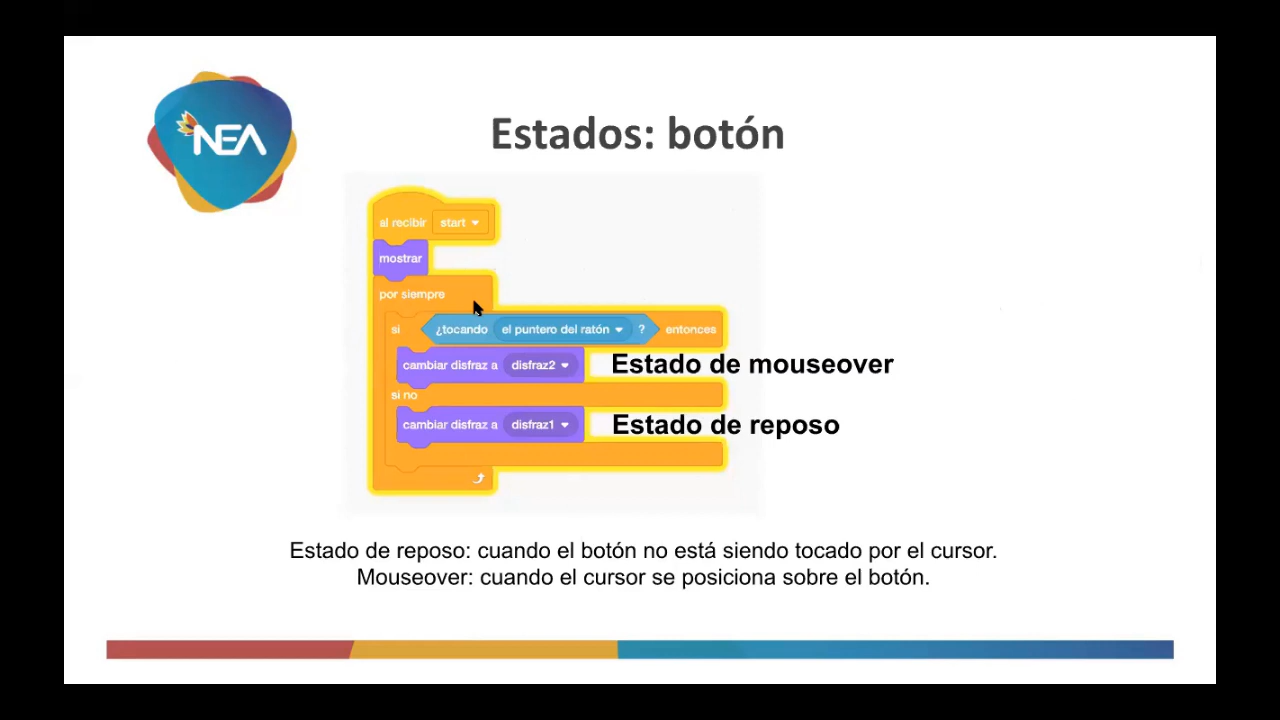 NEA
Estados: botón
al recibir start
mostrar
por siempre
si ¿tocando el puntero del ratón ? entonces
cambiar disfraz a disfraz2 Estado de mouseover
si no
cambiar disfraz a disfraz1 Estado de reposo
Estado de reposo: cuando el botón no está siendo tocado por el cursor.
Mouseover: cuando el cursor se posiciona sobre el botón.